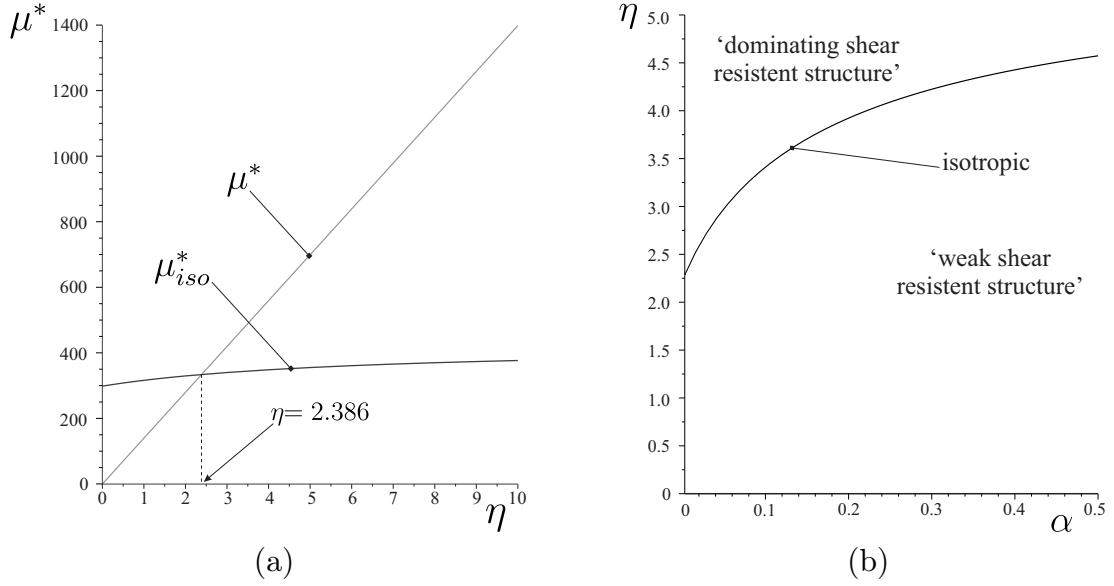 μ*
1400
1200
1000
800
600
400
200
0
μ*
μ*iso
η= 2.386
0 1 2 3 4 5 6 7 8 9 10
η
(a)
η
5.0
4.5
4.0
3.5
3.0
2.5
2.0
1.5
1.0
0.5
0
‘dominating shear
resistent structure’
isotropic
‘weak shear
resistent structure’
0 0.1 0.2 0.3 0.4 0.5
α
(b)